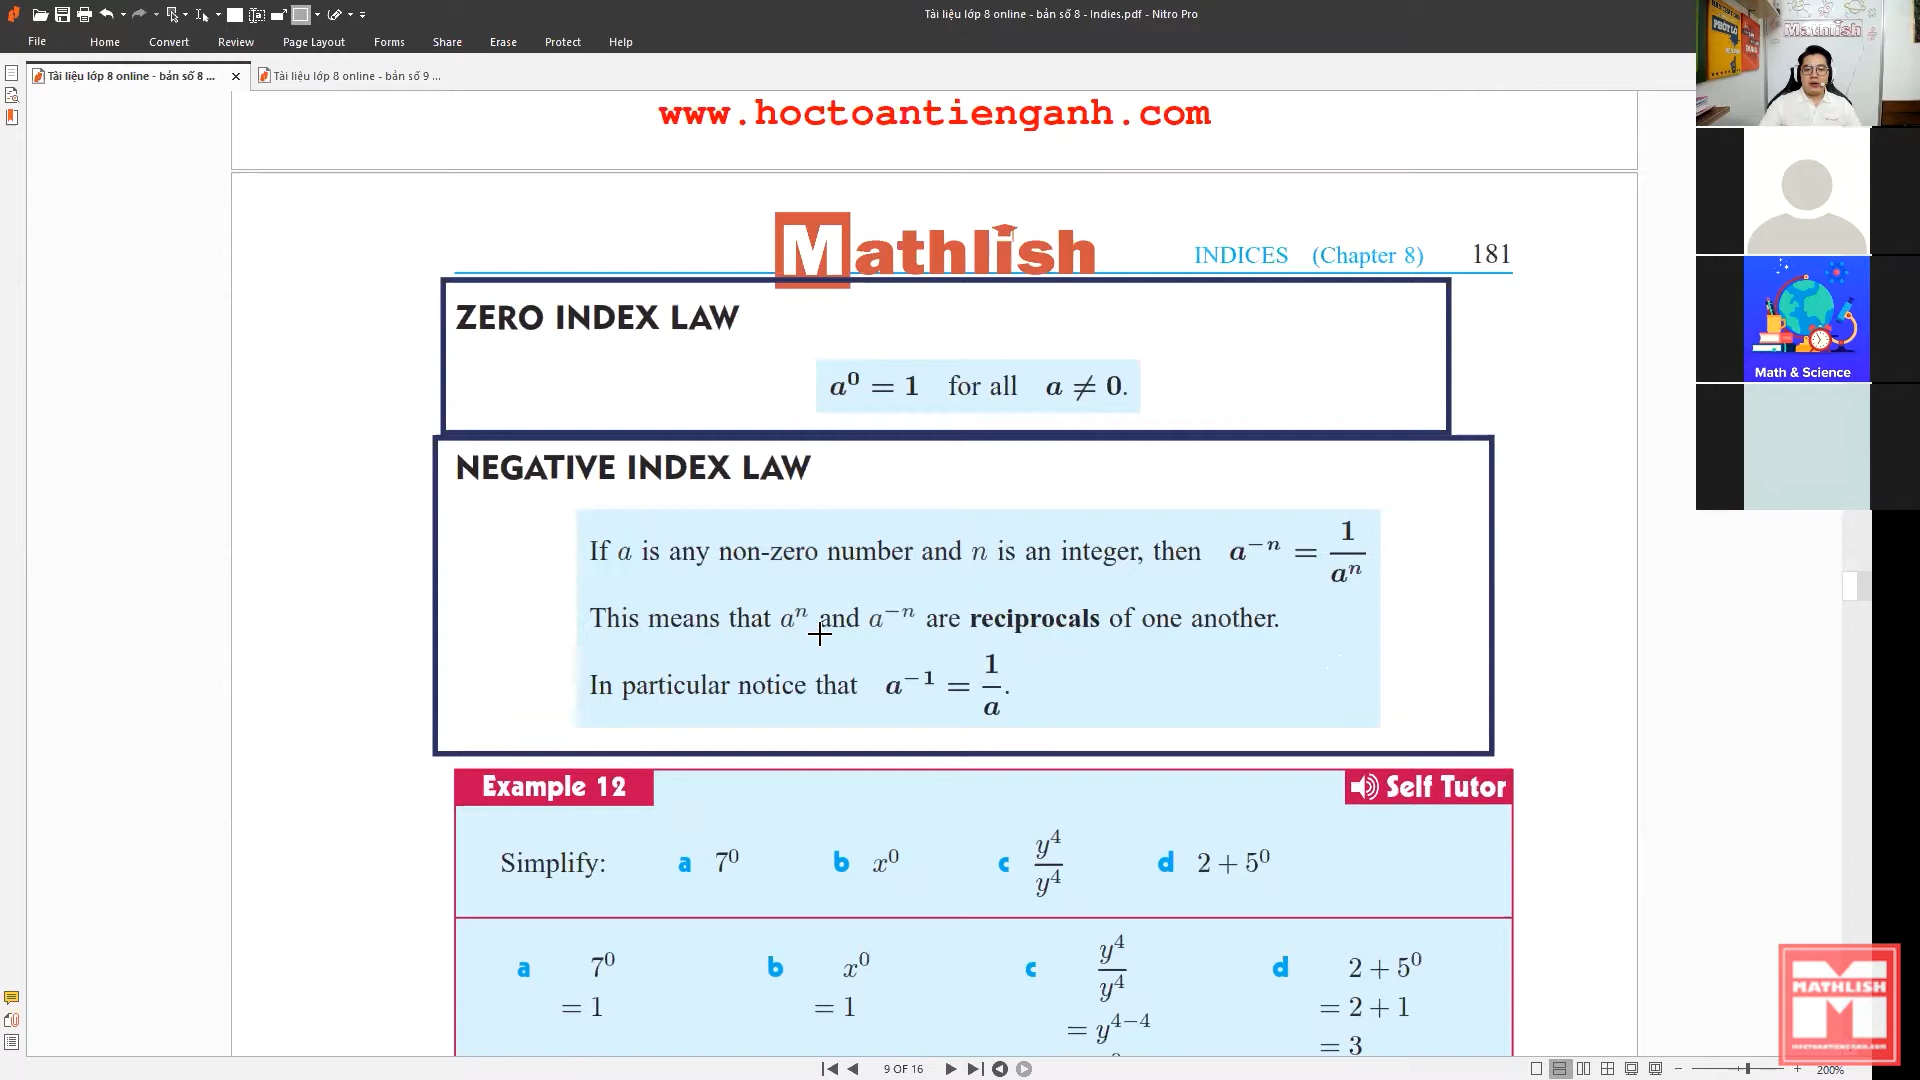 Tài liệu lớp 8 online - bản số 8 - Indies.pdf - Nitro Pro
File Home Convert Review Page Layout Forms Share Erase Protect Help
Tài liệu lớp 8 online - bản số 8 ... × Tài liệu lớp 8 online - bản số 9 ...
www.hoctoantienganh.com
Mathlish
INDICES (Chapter 8) 181
ZERO INDEX LAW
a⁰ = 1 for all a ≠ 0.
NEGATIVE INDEX LAW
If a is any non-zero number and n is an integer, then a⁻ⁿ = 1/aⁿ
This means that aⁿ and a⁻ⁿ are reciprocals of one another.
In particular notice that a⁻¹ = 1/a.
Example 12 Self Tutor
Simplify: a 7⁰ b x⁰ c y⁴/y⁴ d 2 + 5⁰
a 7⁰ b x⁰ c y⁴/y⁴ d 2 + 5⁰
= 1 = 1 = y⁴⁻⁴ = 2 + 1
= 3
9 OF 16
200%
Mathlish
Math & Science
MATHLISH
M
HOCTOANTIENGANH.COM